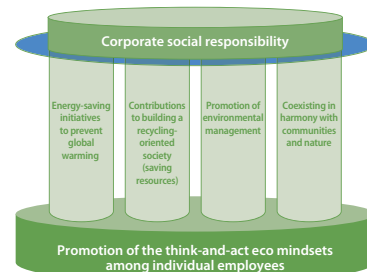 Corporate social responsibility
Energy-saving
initiatives
to prevent
global
warming
Contributions
to building a
recycling-
oriented
society
(saving
resources)
Promotion of
environmental
management
Coexisting in
harmony with
communities
and nature
Promotion of the think-and-act eco mindsets
among individual employees